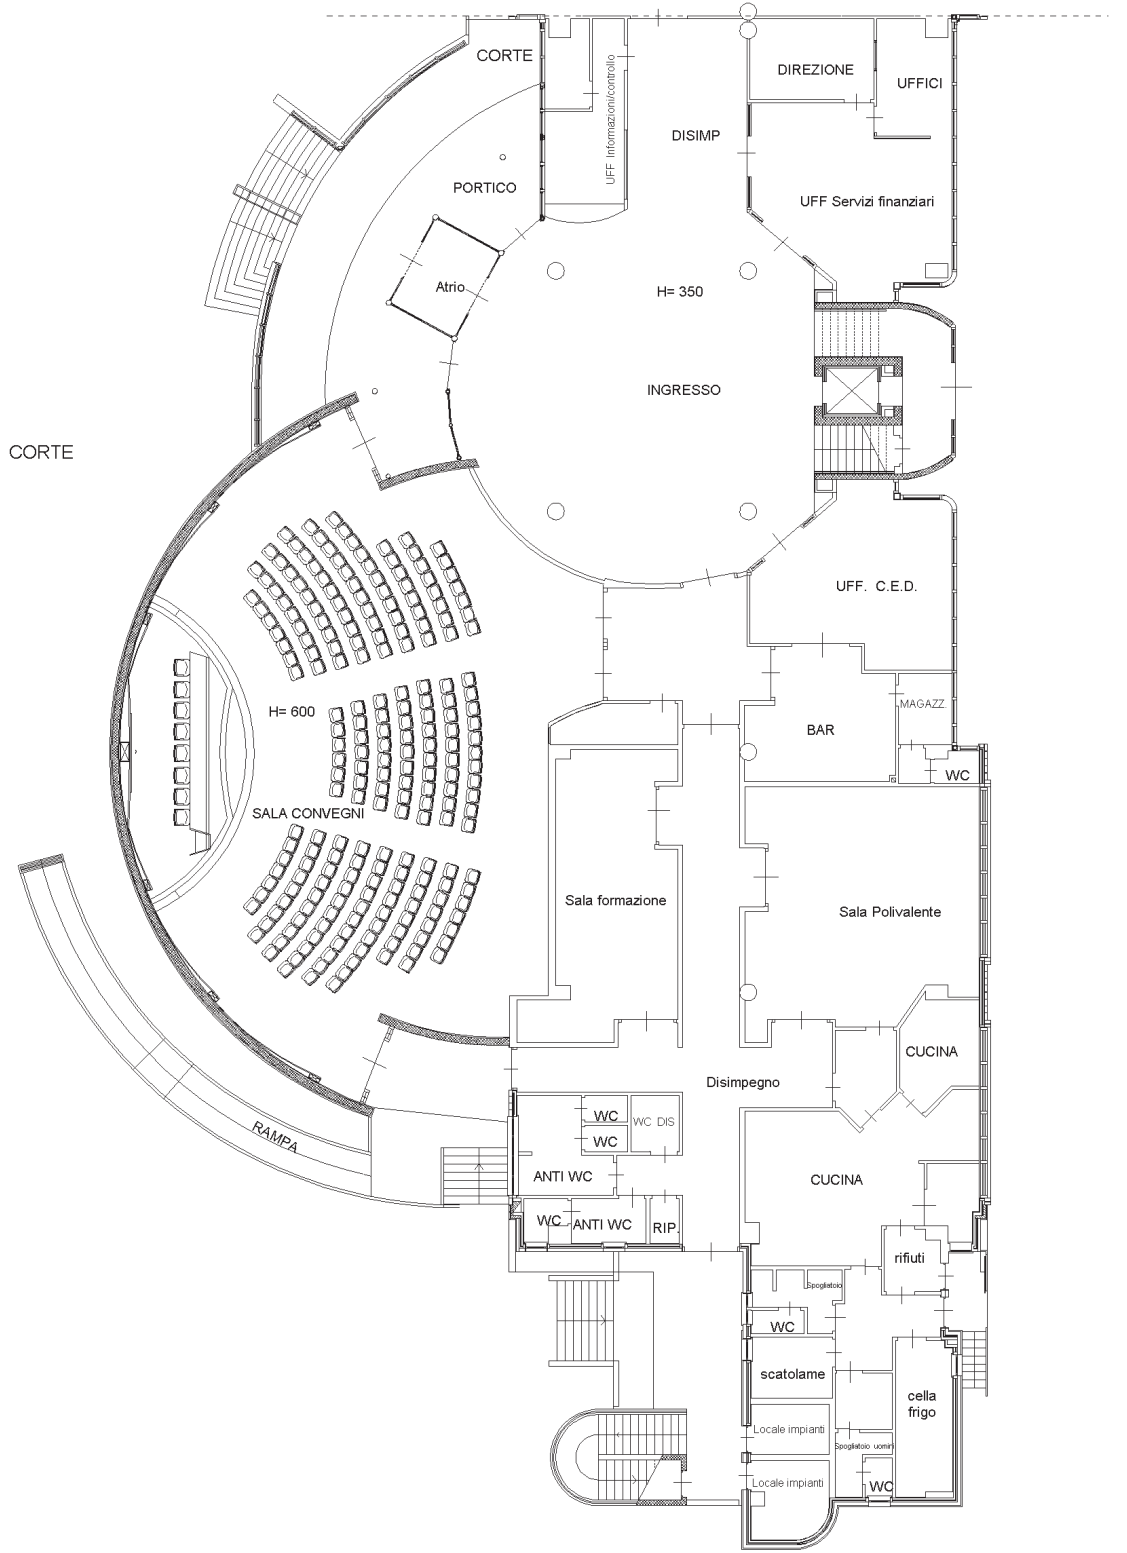 CORTE
DIREZIONE
UFFICI
UFF Informazioni/controllo
DISIMP
PORTICO
UFF Servizi finanziari
Atrio
H= 350
INGRESSO
CORTE
UFF. C.E.D.
MAGAZZ.
H= 600
BAR
WC
SALA CONVEGNI
Sala formazione
Sala Polivalente
CUCINA
Disimpegno
RAMPA
WC
WC DIS
WC
ANTI WC
CUCINA
WC
ANTI WC
RIP.
rifiuti
Spogliatoio
WC
scatolame
cella
frigo
Locale impianti
Spogliatoio uomini
Locale impianti
WC